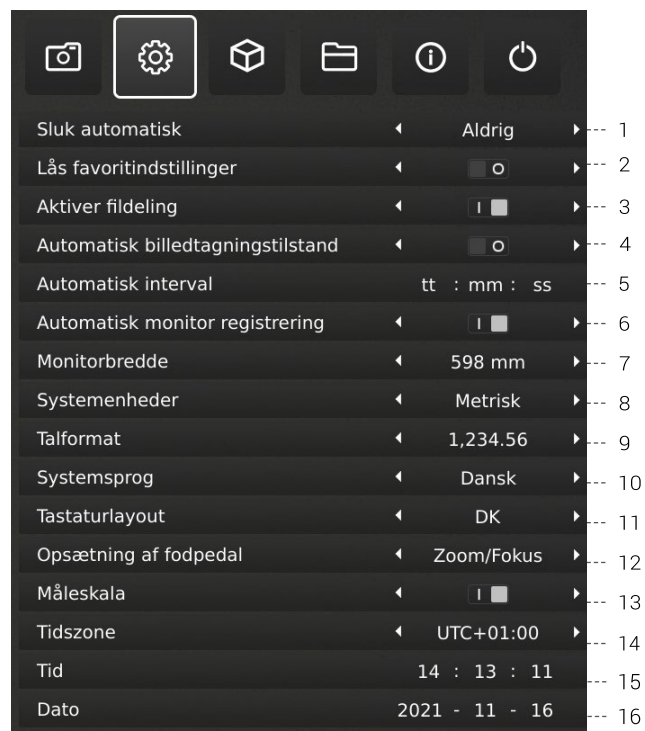 Sluk automatisk Aldrig 1
Lås favoritindstillinger O 2
Aktiver fildeling I 3
Automatisk billedtagningstilstand O 4
Automatisk interval tt : mm : ss 5
Automatisk monitor registrering I 6
Monitorbredde 598 mm 7
Systemenheder Metrisk 8
Talformat 1,234.56 9
Systemsprog Dansk 10
Tastaturlayout DK 11
Opsætning af fodpedal Zoom/Fokus 12
Måleskala I 13
Tidszone UTC+01:00 14
Tid 14 : 13 : 11 15
Dato 2021 - 11 - 16 16